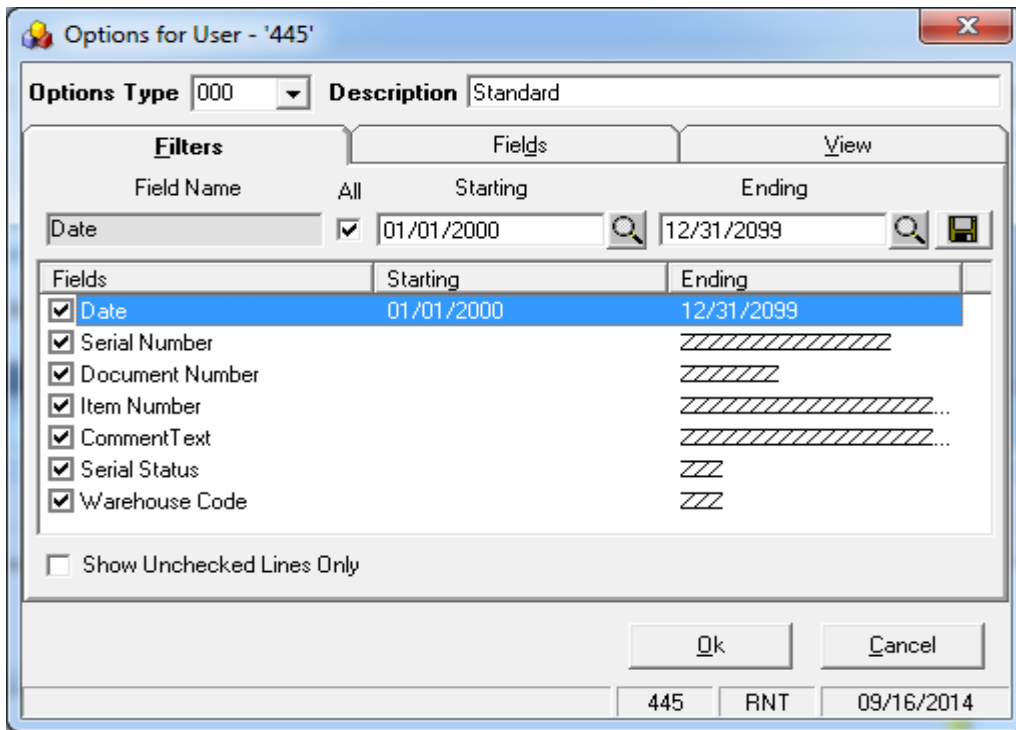 Options for User - '445'
Options Type 000 Description Standard
Filters Fields View
Field Name All Starting Ending
Date 01/01/2000 12/31/2099
Fields Starting Ending
Date 01/01/2000 12/31/2099
Serial Number ZZZZZZZZZZZZZZZ
Document Number ZZZZZZZ
Item Number ZZZZZZZZZZZZZZZZZZ...
CommentText ZZZZZZZZZZZZZZZZZZ...
Serial Status ZZZ
Warehouse Code ZZZ
Show Unchecked Lines Only
Ok Cancel
445 RNT 09/16/2014